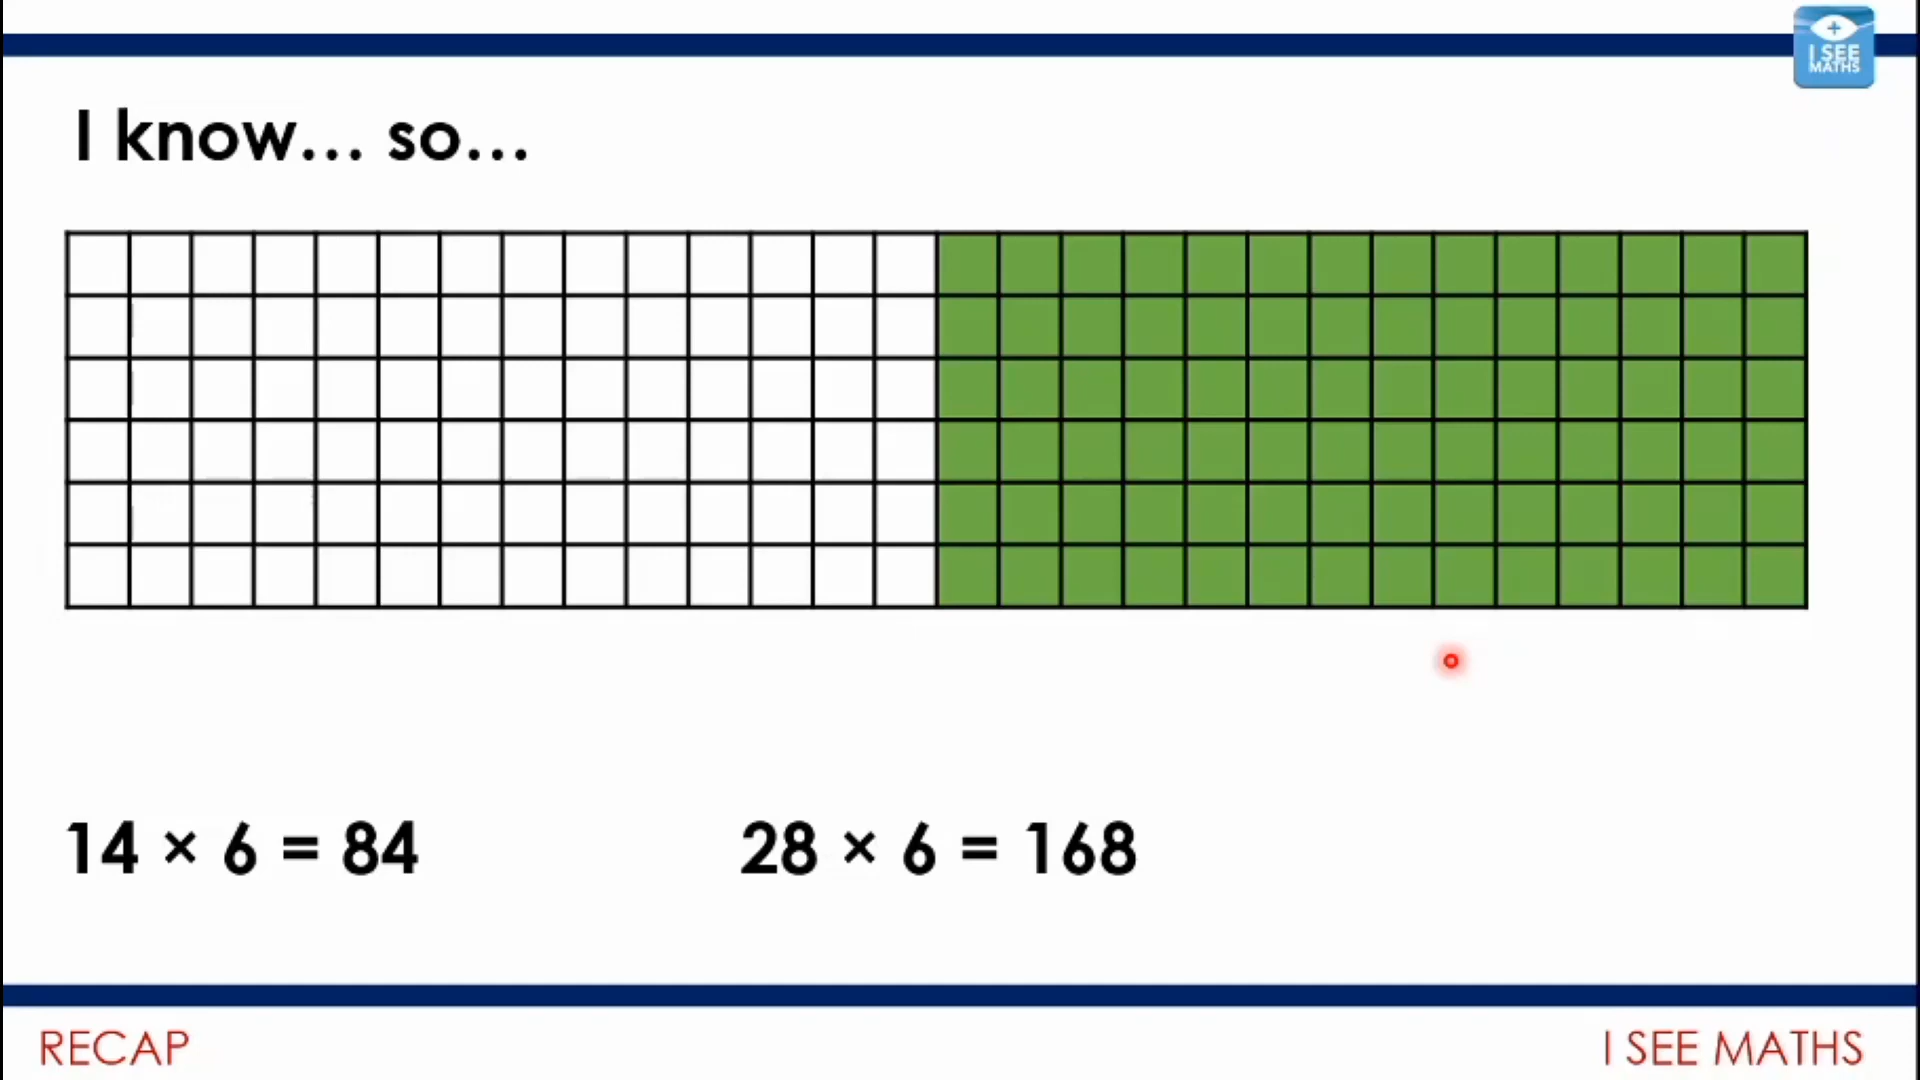 I SEE
MATHS
I know... so...
14 × 6 = 84
28 × 6 = 168
RECAP
I SEE MATHS